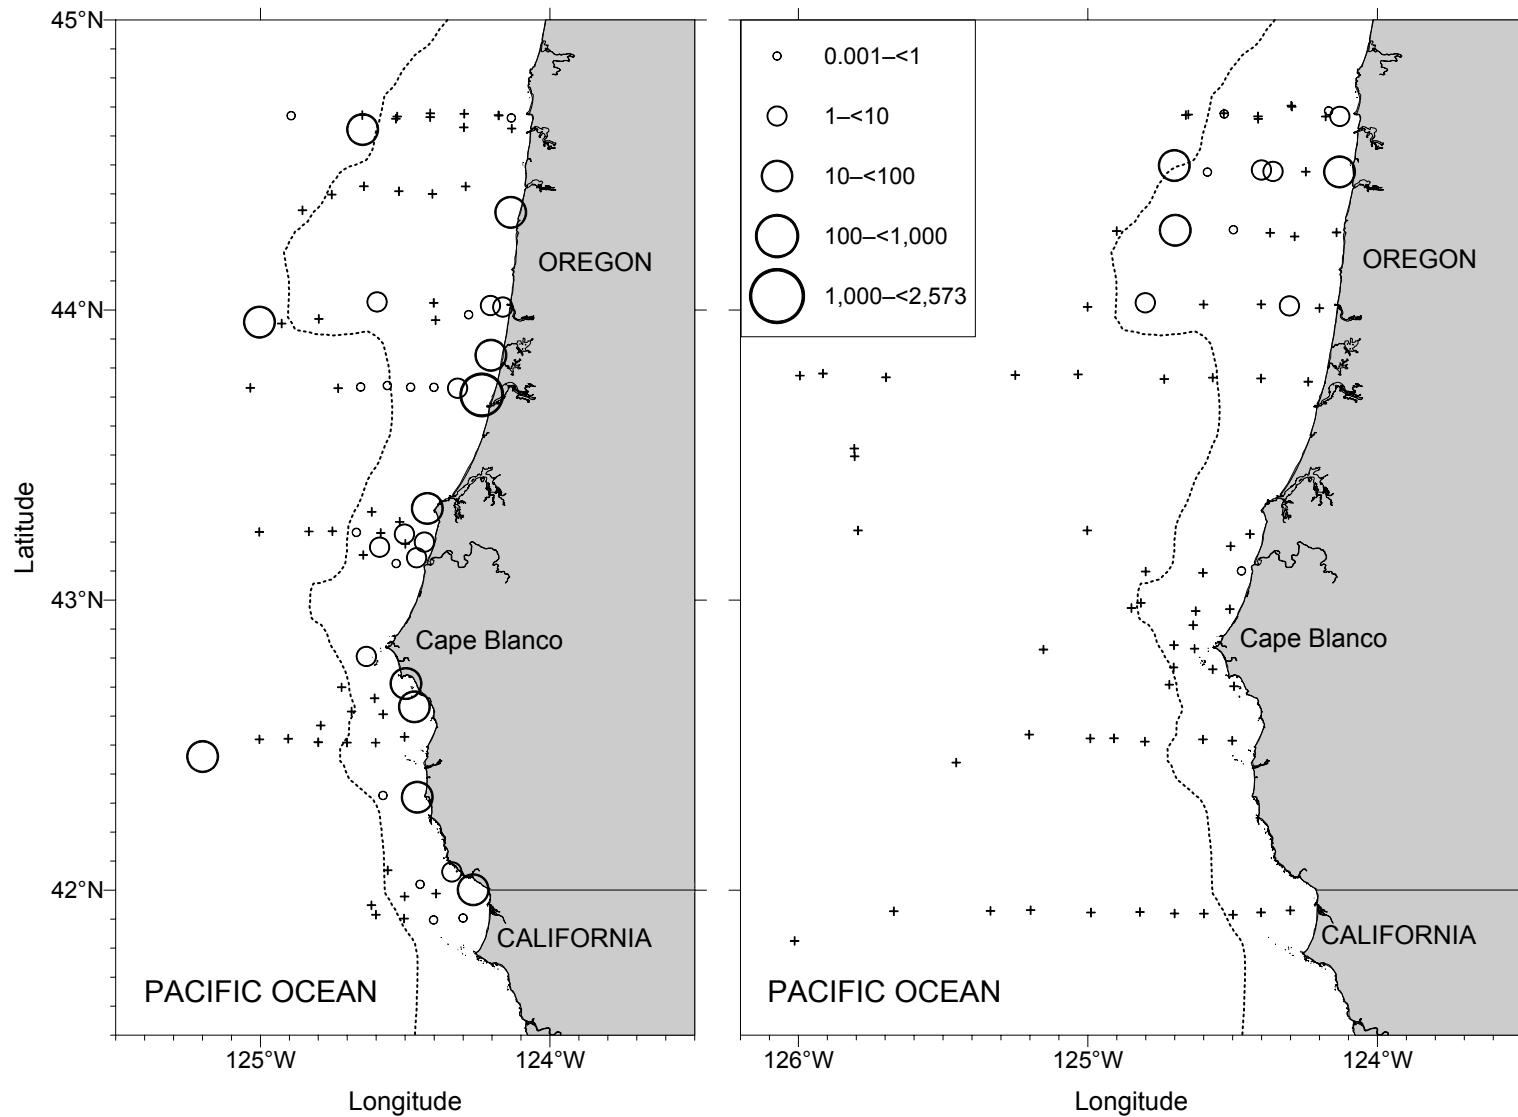 45°N
44°N
43°N
42°N
Latitude
OREGON
Cape Blanco
CALIFORNIA
PACIFIC OCEAN
125°W
124°W
Longitude
0.001–<1
1–<10
10–<100
100–<1,000
1,000–<2,573
OREGON
Cape Blanco
CALIFORNIA
PACIFIC OCEAN
126°W
125°W
124°W
Longitude